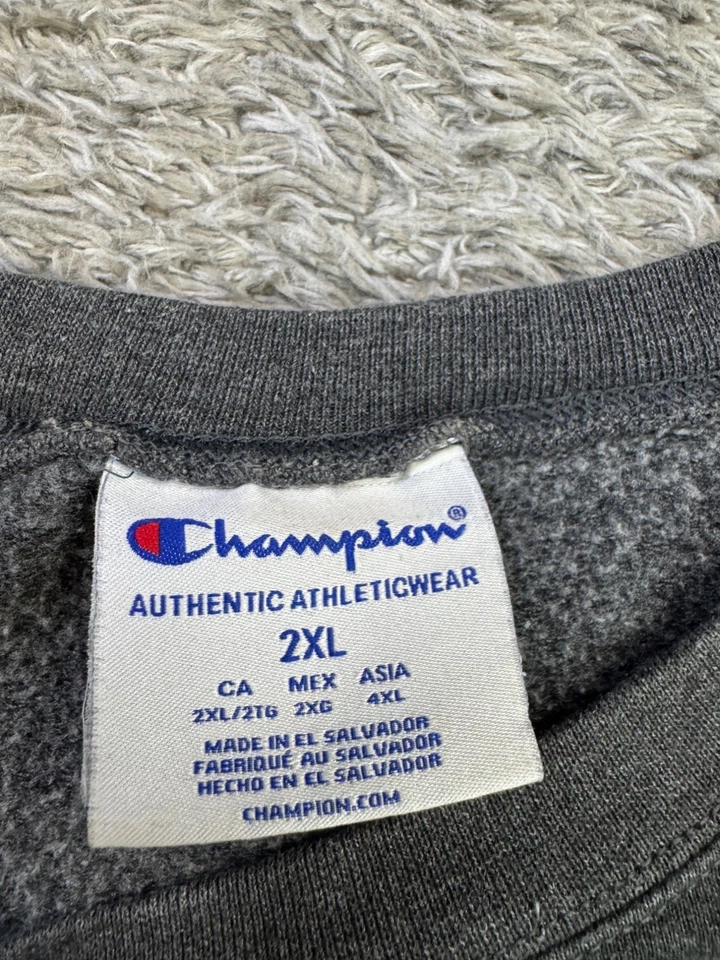 Champion®
AUTHENTIC ATHLETICWEAR
2XL
CA MEX ASIA
2XL/2TG 2XG 4XL
MADE IN EL SALVADOR
FABRIQUÉ AU SALVADOR
HECHO EN EL SALVADOR
CHAMPION.COM